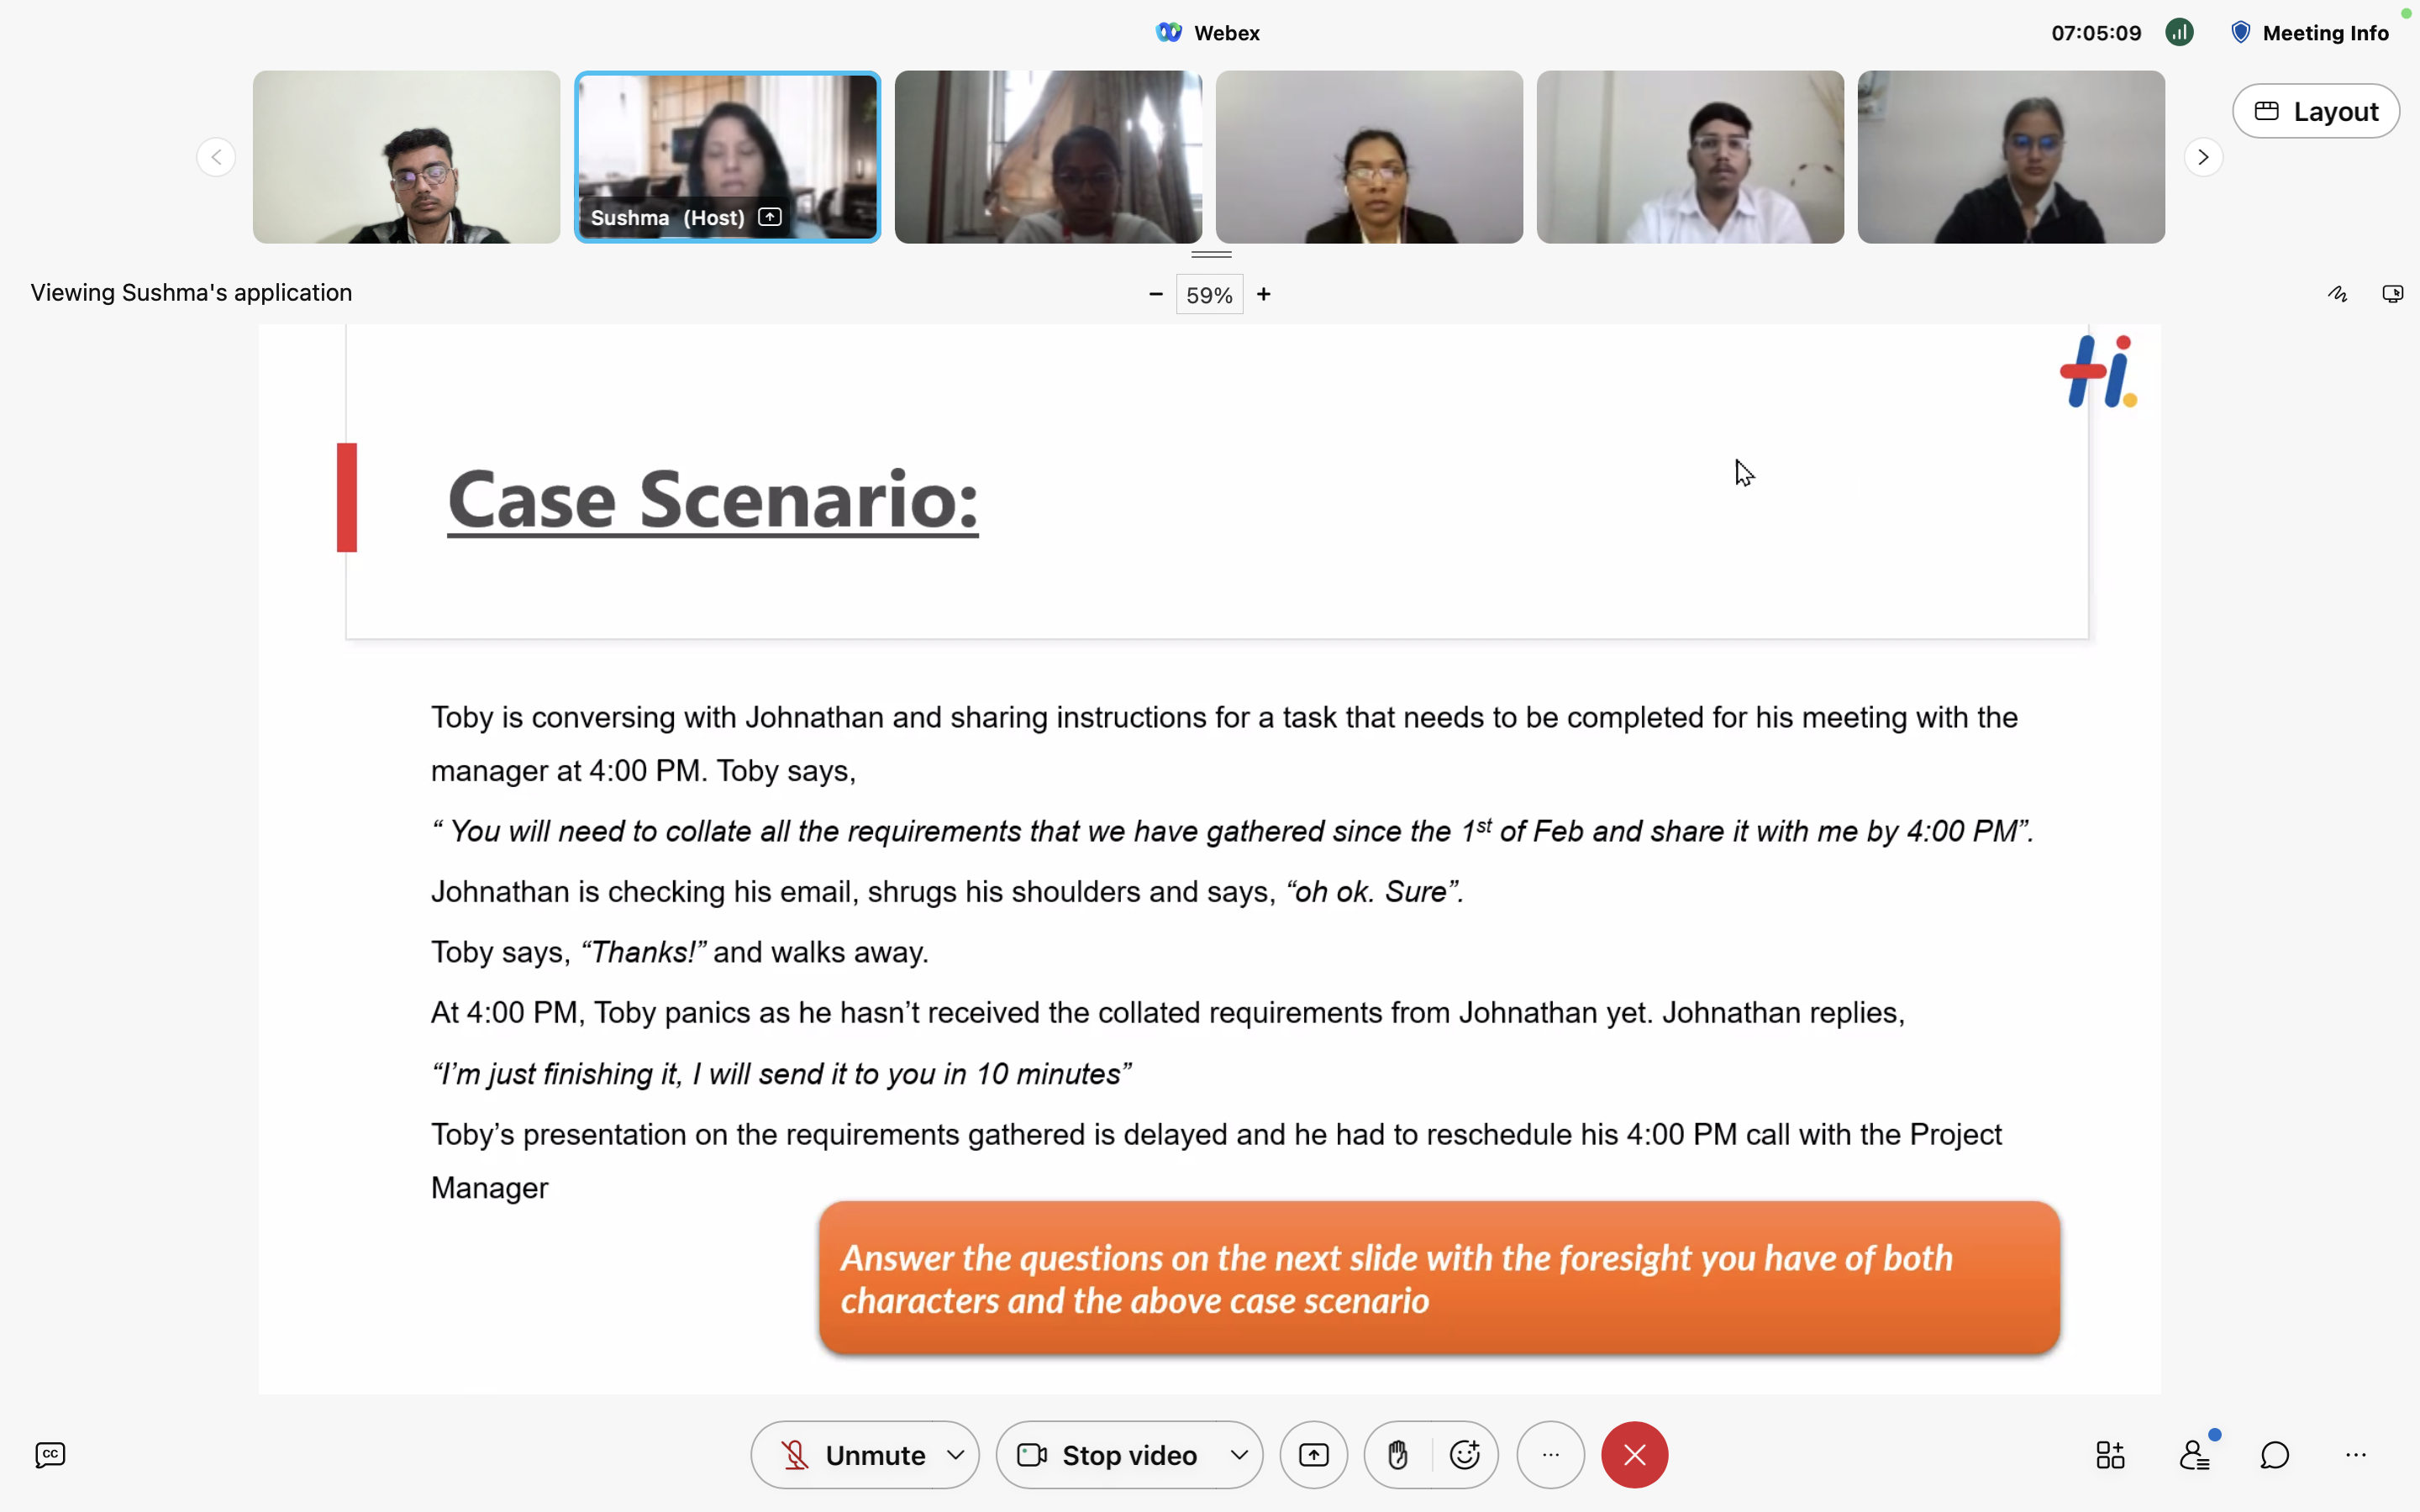 Webex
07:05:09
Meeting Info
Sushma (Host)
Layout
Viewing Sushma's application
59%
Hi.
Case Scenario:
Toby is conversing with Johnathan and sharing instructions for a task that needs to be completed for his meeting with the
manager at 4:00 PM. Toby says,
“ You will need to collate all the requirements that we have gathered since the 1st of Feb and share it with me by 4:00 PM”.
Johnathan is checking his email, shrugs his shoulders and says, “oh ok. Sure”.
Toby says, “Thanks!” and walks away.
At 4:00 PM, Toby panics as he hasn’t received the collated requirements from Johnathan yet. Johnathan replies,
“I’m just finishing it, I will send it to you in 10 minutes”
Toby’s presentation on the requirements gathered is delayed and he had to reschedule his 4:00 PM call with the Project
Manager
Answer the questions on the next slide with the foresight you have of both
characters and the above case scenario
CC
Unmute
Stop video